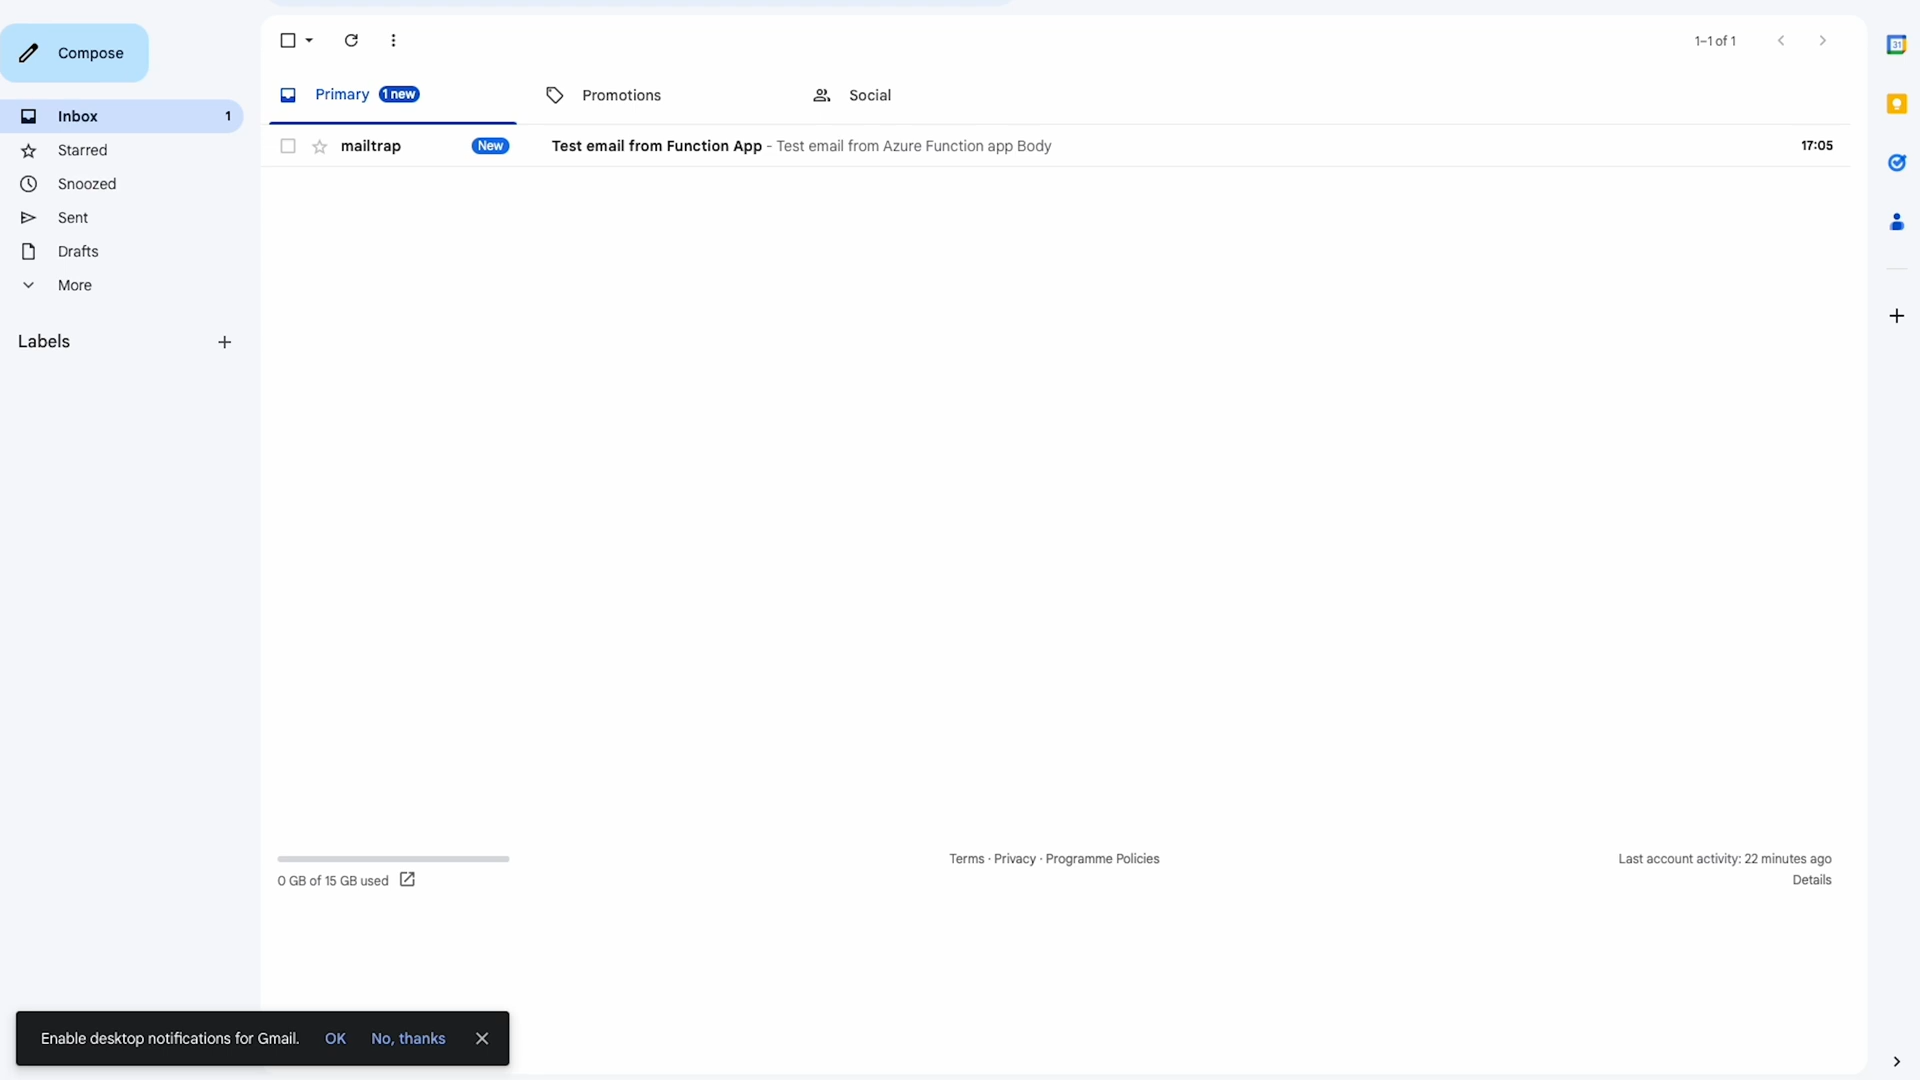 Compose
Inbox 1
Starred
Snoozed
Sent
Drafts
More
Labels
1–1 of 1
Primary 1 new
Promotions
Social
mailtrap New Test email from Function App - Test email from Azure Function app Body 17:05
31
0 GB of 15 GB used
Terms · Privacy · Programme Policies
Last account activity: 22 minutes ago
Details
Enable desktop notifications for Gmail. OK No, thanks